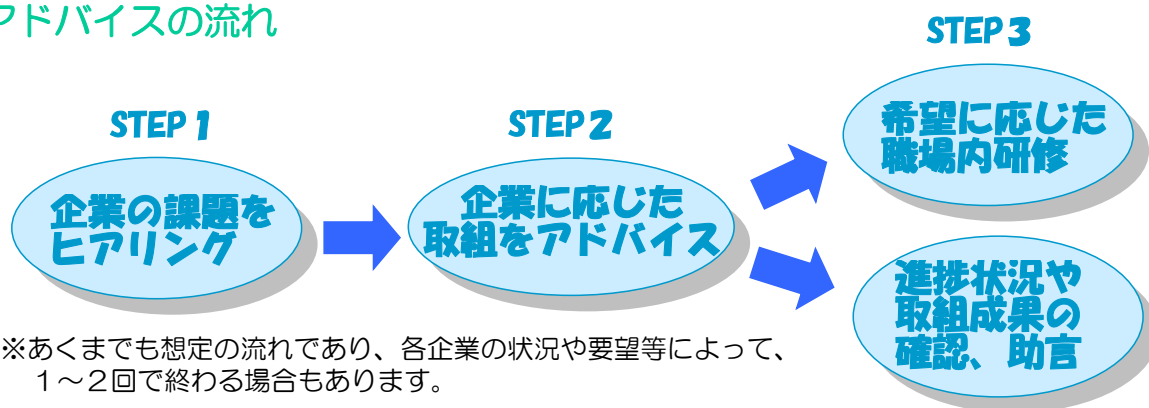 アドバイスの流れ
STEP 1
企業の課題を
ヒアリング
STEP 2
企業に応じた
取組をアドバイス
STEP 3
希望に応じた
職場内研修
進捗状況や
取組成果の
確認、助言
※あくまでも想定の流れであり、各企業の状況や要望等によって、
１～２回で終わる場合もあります。